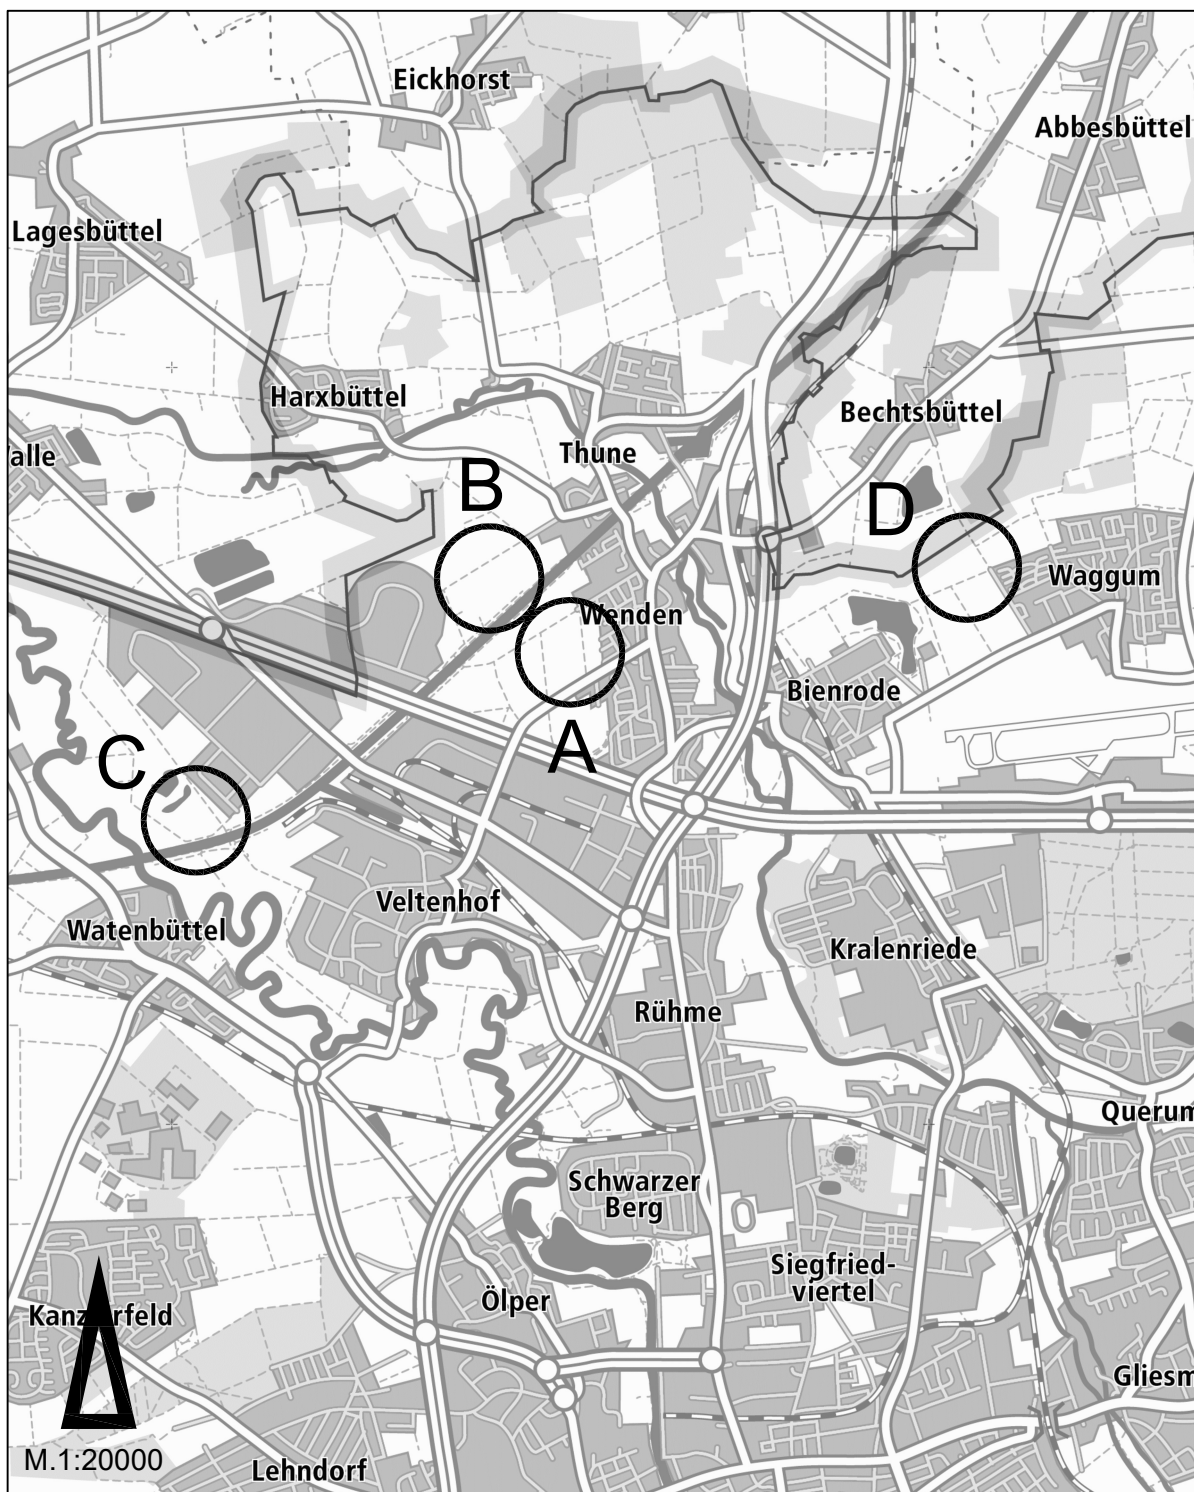 Eickhorst
Abbesbüttel
Lagesbüttel
Harxbüttel
Bechtsbüttel
Thune
alle
B
D
Waggum
Wenden
Bienrode
A
C
Veltenhof
Watenbüttel
Kralenriede
Rühme
Querum
Schwarzer
Berg
Siegfried-
viertel
Ölper
Kanz rfeld
Gliesm
M.1:20000
Lehndorf